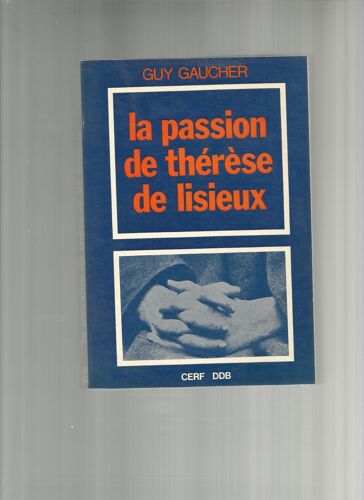 GUY GAUCHER
la passion
de thérèse
de lisieux
CERF DDB